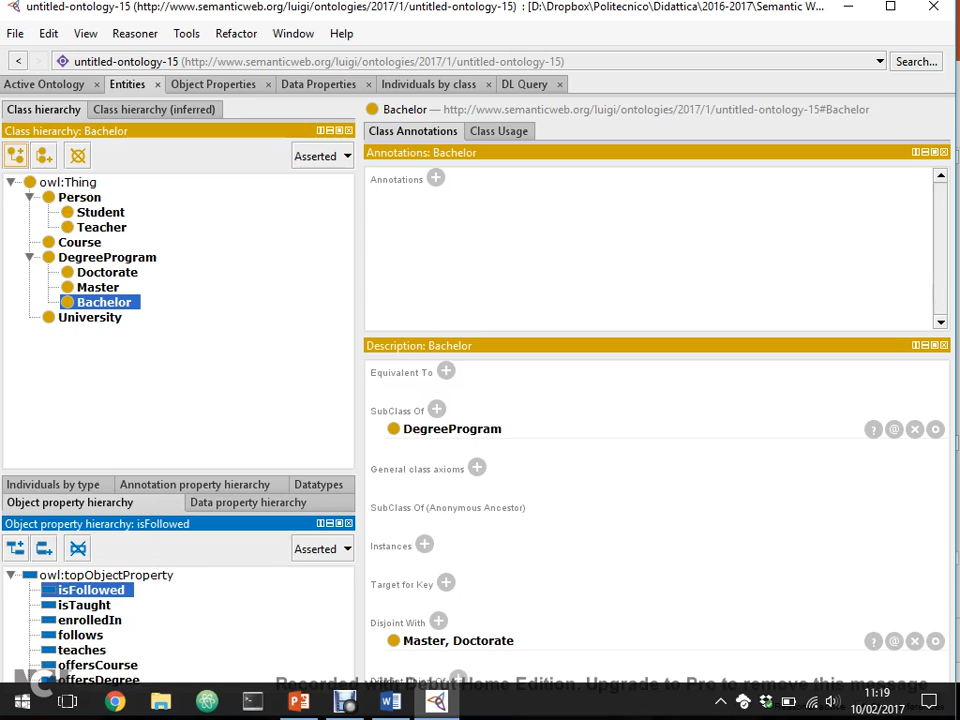 untitled-ontology-15 (http://www.semanticweb.org/luigi/ontologies/2017/1/untitled-ontology-15) : [D:\Dropbox\Politecnico\Didattica\2016-2017\Semantic W...
File Edit View Reasoner Tools Refactor Window Help
< > untitled-ontology-15 (http://www.semanticweb.org/luigi/ontologies/2017/1/untitled-ontology-15) Search...
Active Ontology × Entities × Object Properties × Data Properties × Individuals by class × DL Query ×
Class hierarchy Class hierarchy (inferred)
Class hierarchy: Bachelor
Asserted
owl:Thing
Person
Student
Teacher
Course
DegreeProgram
Doctorate
Master
Bachelor
University
Individuals by type Annotation property hierarchy Datatypes
Object property hierarchy Data property hierarchy
Object property hierarchy: isFollowed
Asserted
owl:topObjectProperty
isFollowed
isTaught
enrolledIn
follows
teaches
offersCourse
offersDegree
Bachelor — http://www.semanticweb.org/luigi/ontologies/2017/1/untitled-ontology-15#Bachelor
Class Annotations Class Usage
Annotations: Bachelor
Annotations
Description: Bachelor
Equivalent To
SubClass Of
DegreeProgram
General class axioms
SubClass Of (Anonymous Ancestor)
Instances
Target for Key
Disjoint With
Master, Doctorate
Recorded with Debut Home Edition. Upgrade to Pro to remove this message
NCH
11:19
10/02/2017